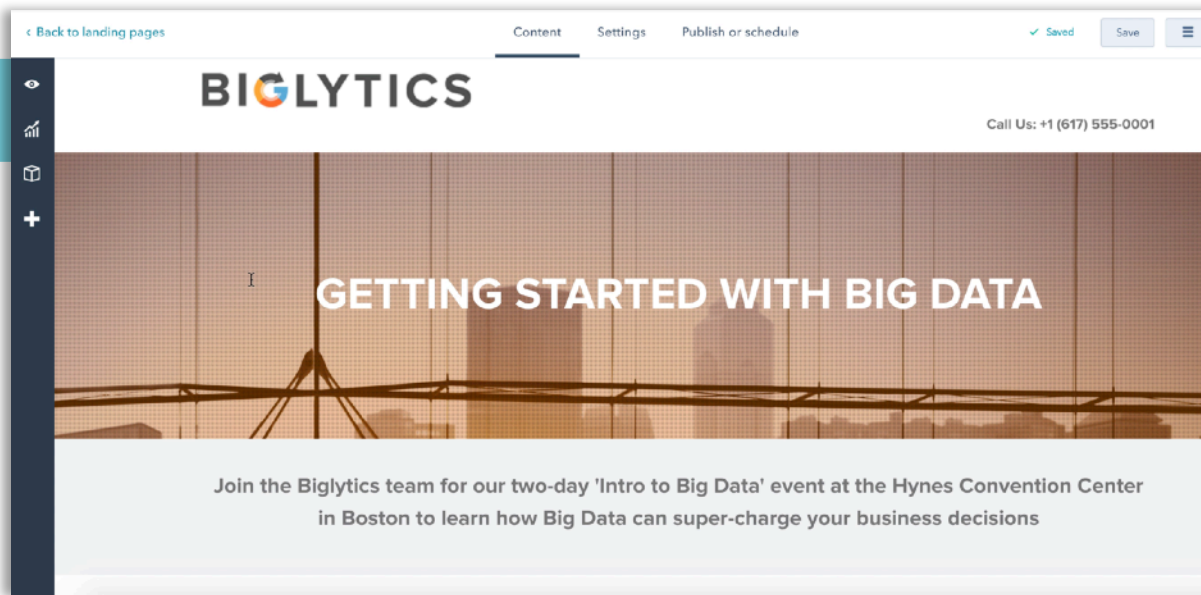 ‹ Back to landing pages
Content
Settings
Publish or schedule
✓ Saved
Save
BIGLYTICS
Call Us: +1 (617) 555-0001
GETTING STARTED WITH BIG DATA
Join the Biglytics team for our two-day 'Intro to Big Data' event at the Hynes Convention Center
in Boston to learn how Big Data can super-charge your business decisions